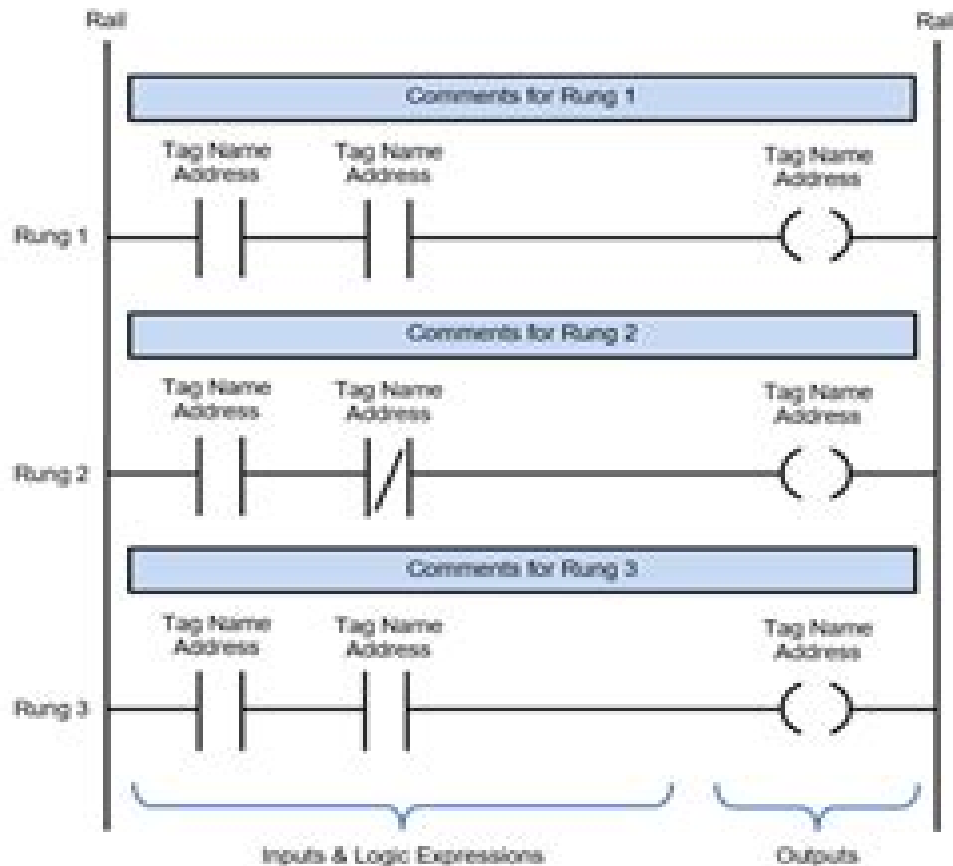 Rail
Rail
Comments for Rung 1
Tag Name
Address
Tag Name
Address
Tag Name
Address
Rung 1
Comments for Rung 2
Tag Name
Address
Tag Name
Address
Tag Name
Address
Rung 2
Comments for Rung 3
Tag Name
Address
Tag Name
Address
Tag Name
Address
Rung 3
Inputs & Logic Expressions
Outputs